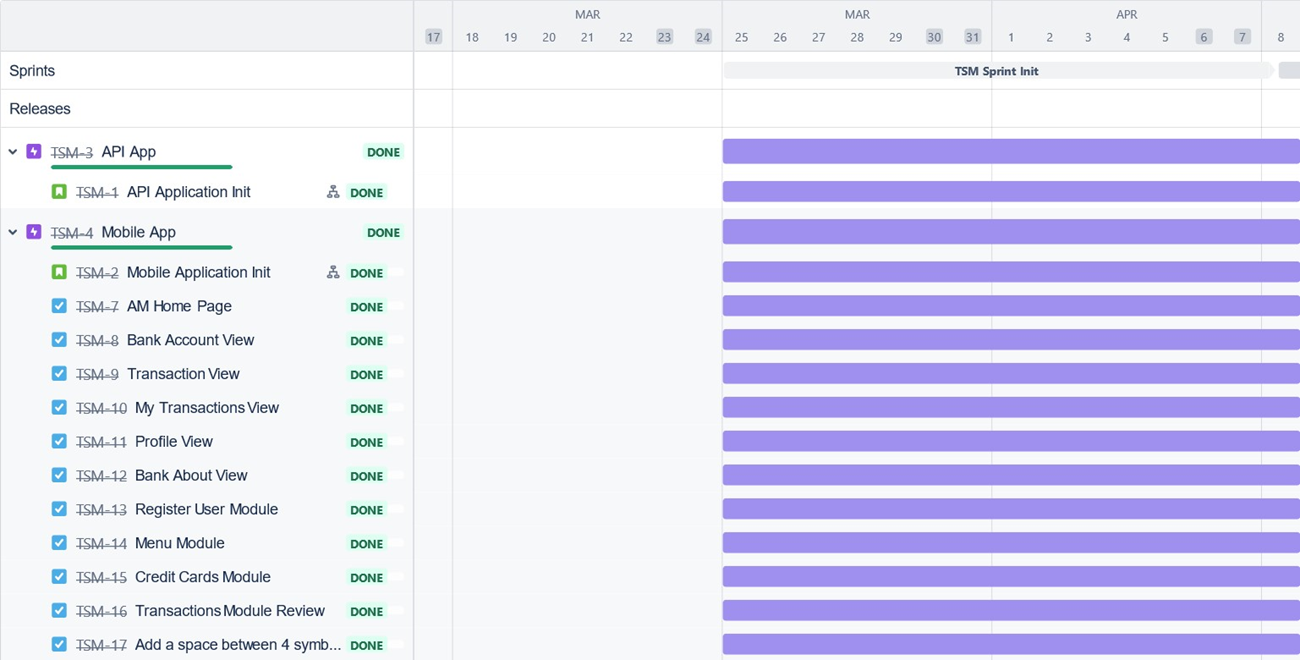 MAR MAR APR
17 18 19 20 21 22 23 24 25 26 27 28 29 30 31 1 2 3 4 5 6 7 8
Sprints TSM Sprint Init
Releases
TSM-3 API App DONE
TSM-1 API Application Init DONE
TSM-4 Mobile App DONE
TSM-2 Mobile Application Init DONE
TSM-7 AM Home Page DONE
TSM-8 Bank Account View DONE
TSM-9 Transaction View DONE
TSM-10 My Transactions View DONE
TSM-11 Profile View DONE
TSM-12 Bank About View DONE
TSM-13 Register User Module DONE
TSM-14 Menu Module DONE
TSM-15 Credit Cards Module DONE
TSM-16 Transactions Module Review DONE
TSM-17 Add a space between 4 symb... DONE